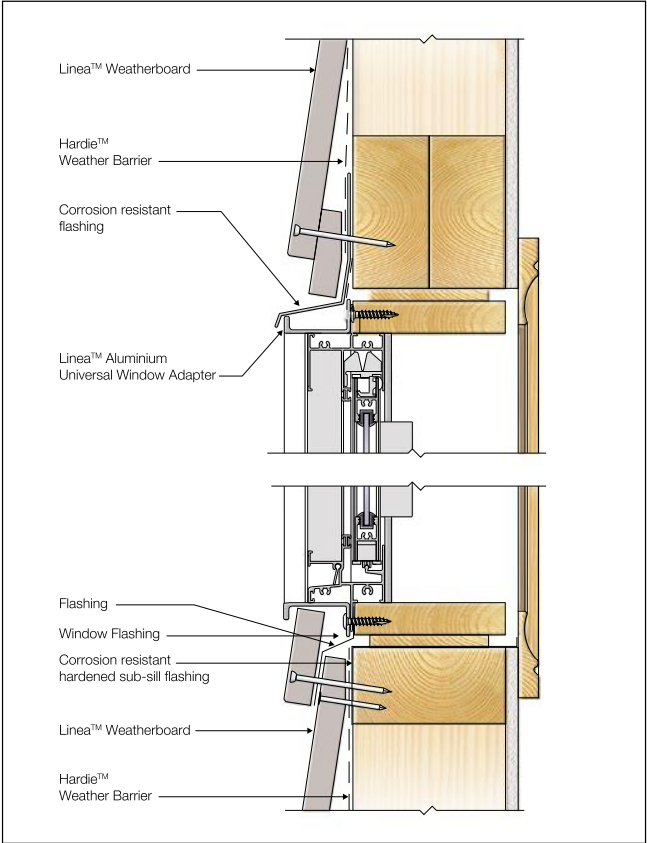 Linea™ Weatherboard
Hardie™
Weather Barrier
Corrosion resistant
flashing
Linea™ Aluminium
Universal Window Adapter
Flashing
Window Flashing
Corrosion resistant
hardened sub-sill flashing
Linea™ Weatherboard
Hardie™
Weather Barrier